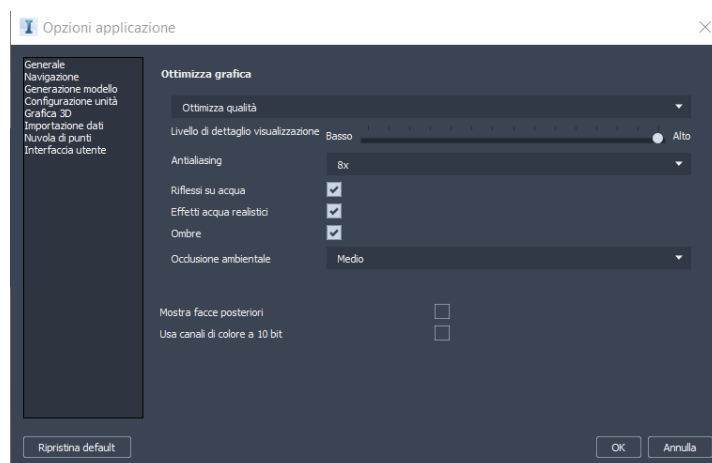 Opzioni applicazione
Generale
Navigazione
Generazione modello
Configurazione unità
Grafica 3D
Importazione dati
Nuvola di punti
Interfaccia utente
Ottimizza grafica
Ottimizza qualità
Livello di dettaglio visualizzazione Basso Alto
Antialiasing 8x
Riflessi su acqua
Effetti acqua realistici
Ombre
Occlusione ambientale Medio
Mostra facce posteriori
Usa canali di colore a 10 bit
Ripristina default OK Annulla